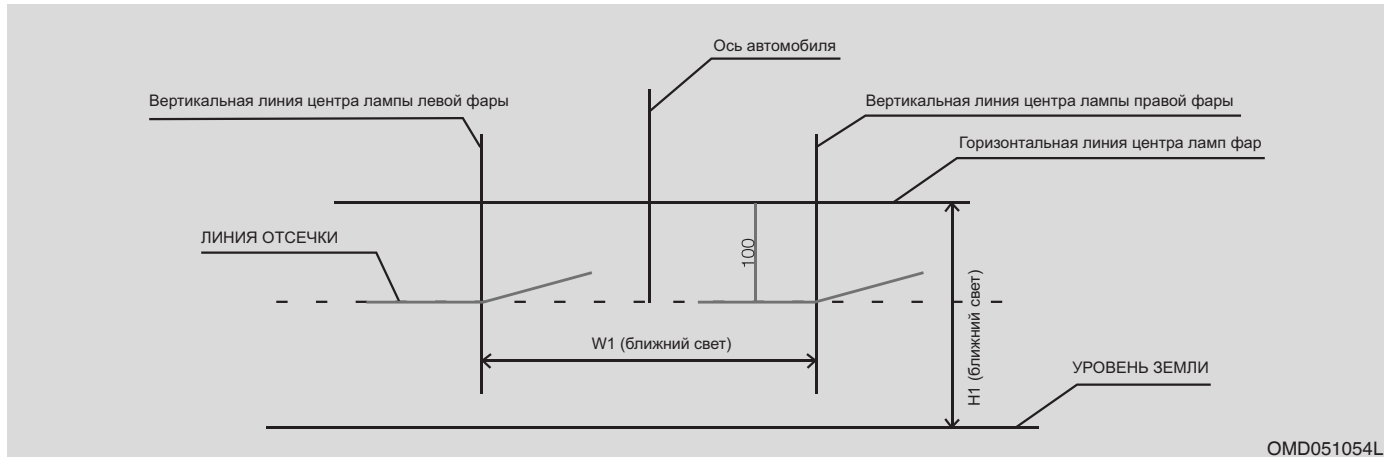 Ось автомобиля
Вертикальная линия центра лампы левой фары
Вертикальная линия центра лампы правой фары
Горизонтальная линия центра ламп фар
ЛИНИЯ ОТСЕЧКИ
100
H1 (ближний свет)
W1 (ближний свет)
УРОВЕНЬ ЗЕМЛИ
OMD051054L